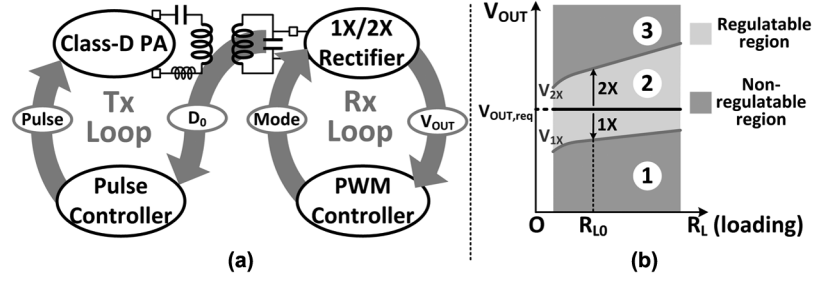 Class-D PA
1X/2X
Rectifier
Tx
Loop
Rx
Loop
Pulse
D0
Mode
VOUT
Pulse
Controller
PWM
Controller
(a)
VOUT
3
2
1
V2X
2X
VOUT,req
1X
V1X
O
RL0
RL (loading)
Regulatable
region
Non-
regulatable
region
(b)